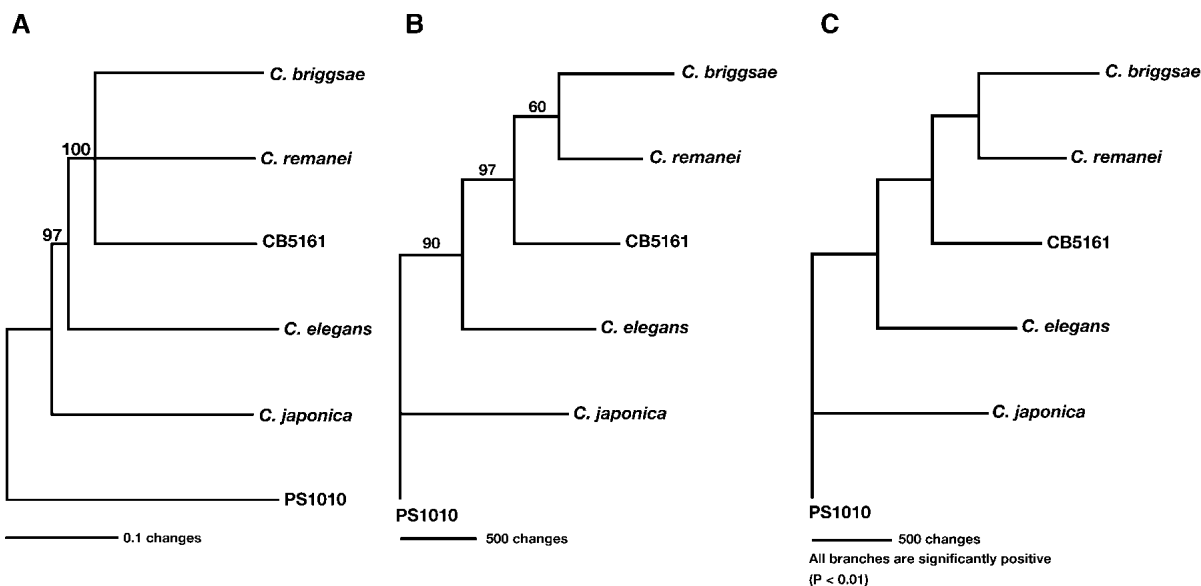 A
C. briggsae
100
C. remanei
97
CB5161
C. elegans
C. japonica
PS1010
0.1 changes
B
C. briggsae
60
C. remanei
97
CB5161
90
C. elegans
C. japonica
PS1010
500 changes
C
C. briggsae
C. remanei
CB5161
C. elegans
C. japonica
PS1010
500 changes
All branches are significantly positive
(P < 0.01)